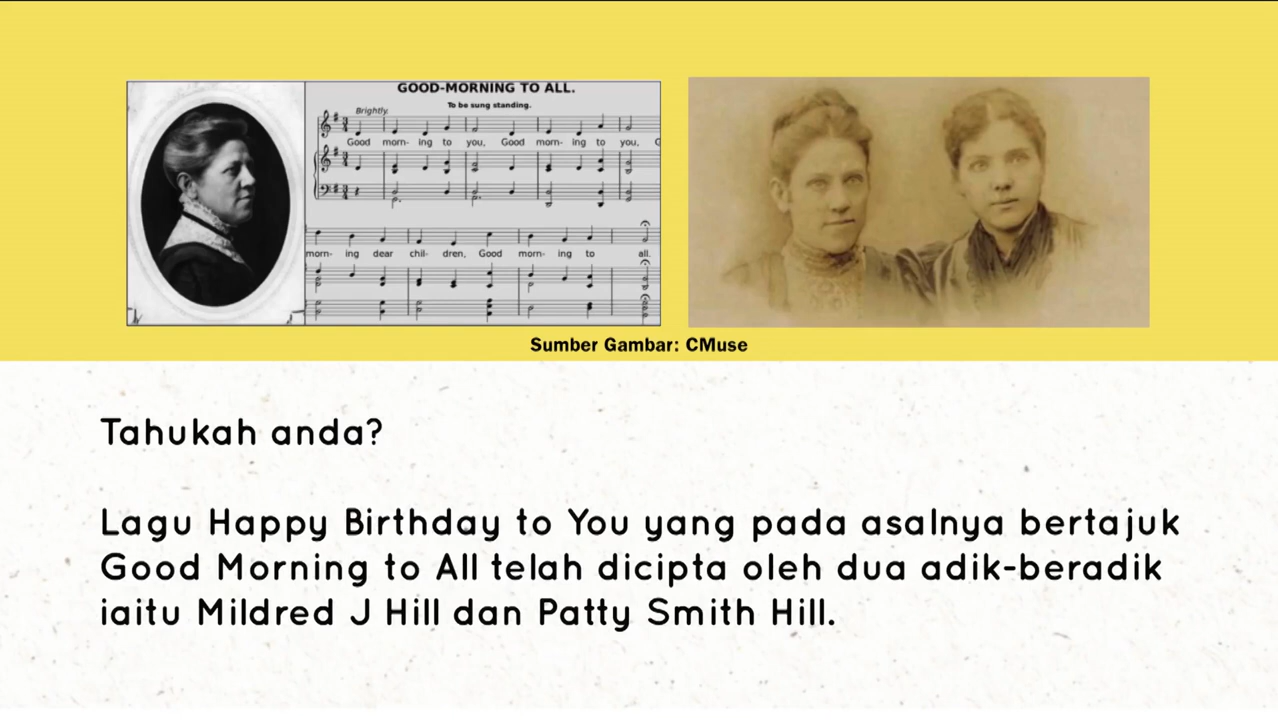 GOOD-MORNING TO ALL.
To be sung standing.
Brightly.
Good morn- ing to you, Good morn- ing to you,
morn- ing dear chil- dren, Good morn- ing to all.
Sumber Gambar: CMuse
Tahukah anda?
Lagu Happy Birthday to You yang pada asalnya bertajuk
Good Morning to All telah dicipta oleh dua adik-beradik
iaitu Mildred J Hill dan Patty Smith Hill.